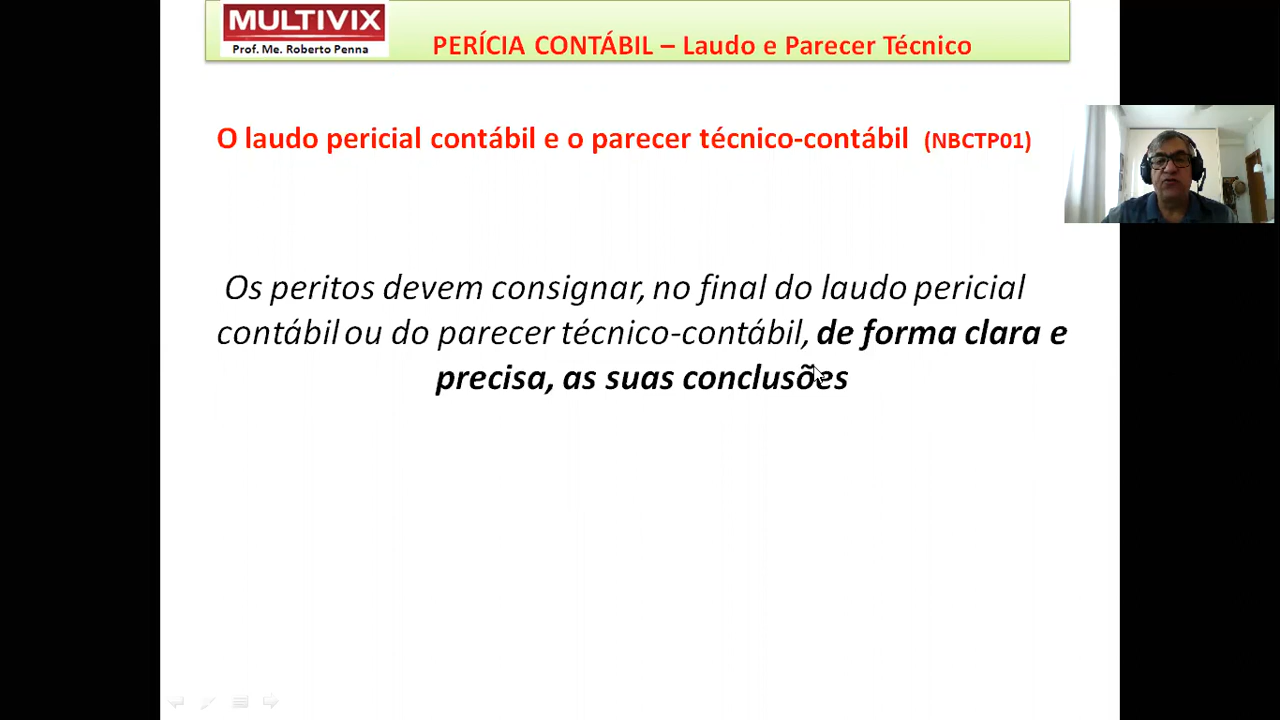 MULTIVIX
Prof. Me. Roberto Penna
PERÍCIA CONTÁBIL – Laudo e Parecer Técnico
O laudo pericial contábil e o parecer técnico-contábil (NBCTP01)
Os peritos devem consignar, no final do laudo pericial
contábil ou do parecer técnico-contábil, de forma clara e
precisa, as suas conclusões